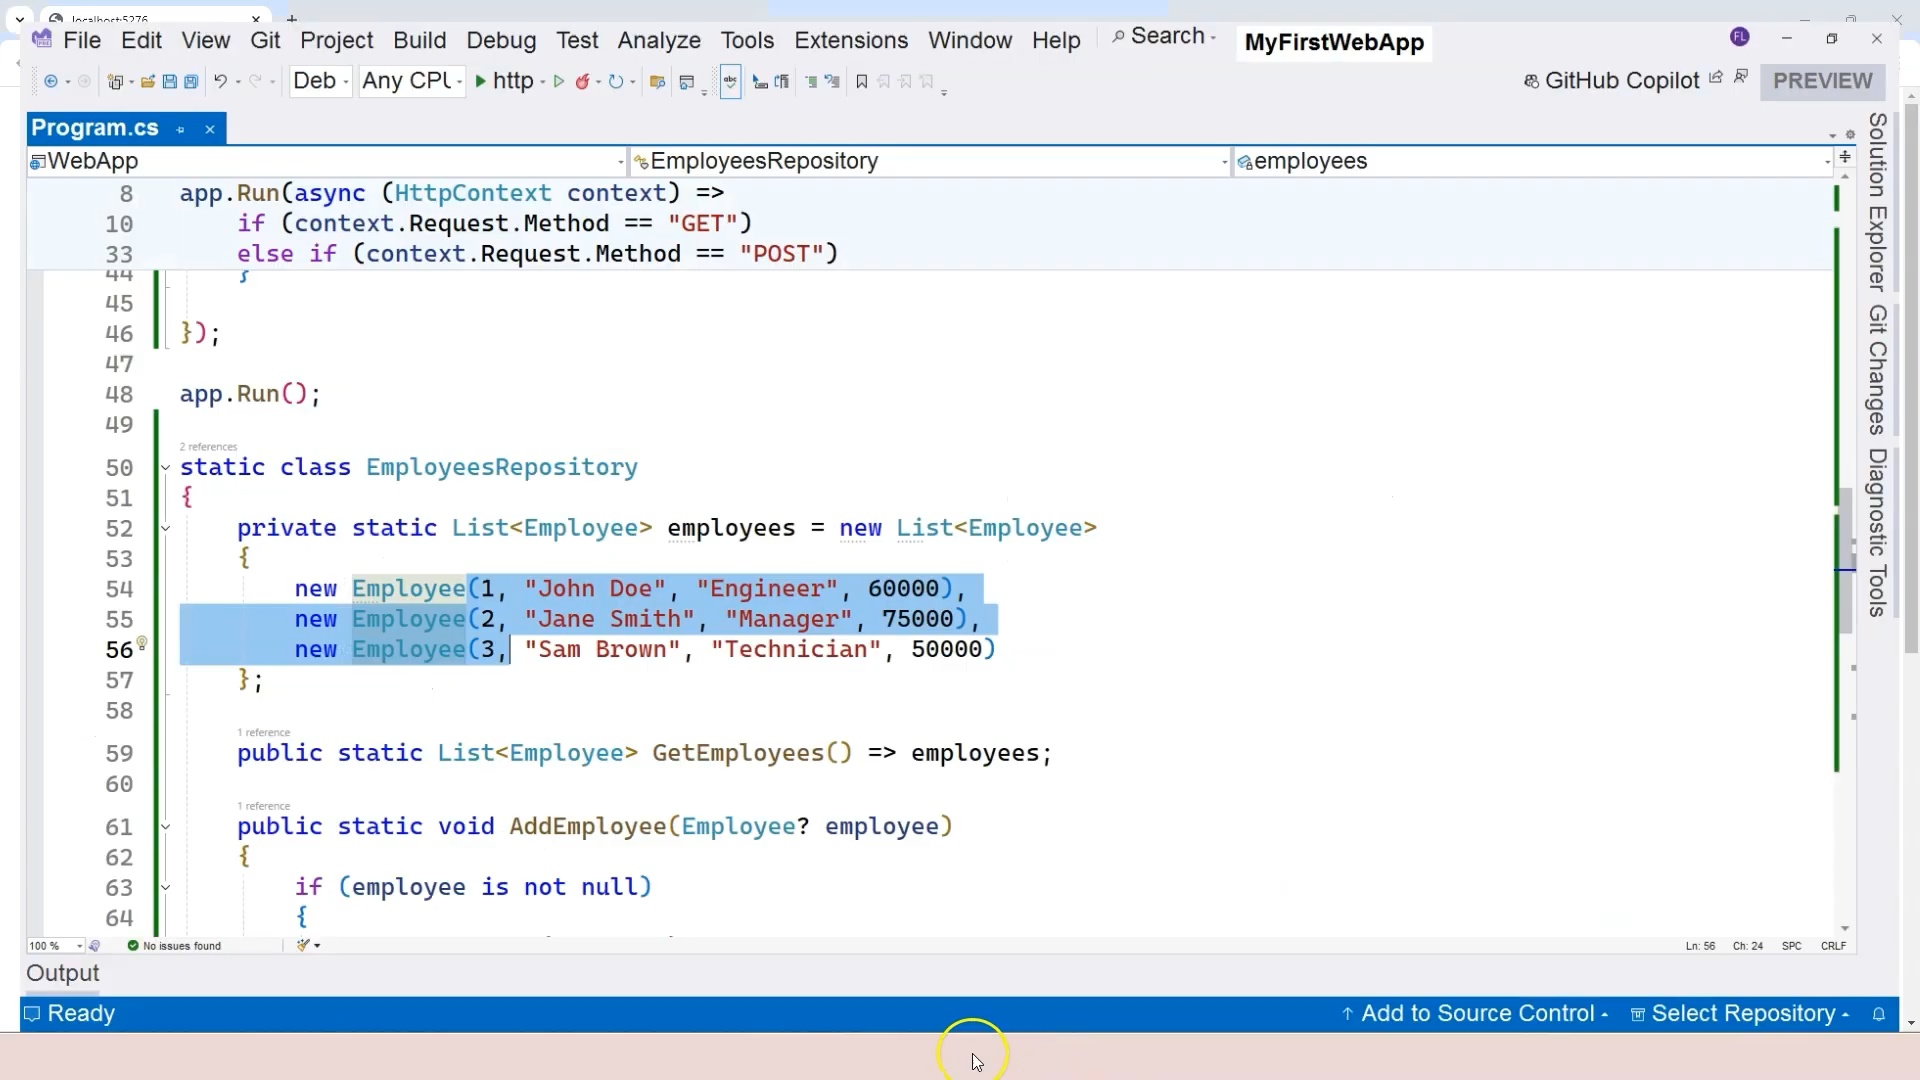 localhost:5276
File Edit View Git Project Build Debug Test Analyze Tools Extensions Window Help Search MyFirstWebApp FL
Deb Any CPU http GitHub Copilot PREVIEW
Program.cs
WebApp EmployeesRepository employees
8 app.Run(async (HttpContext context) =>
10 if (context.Request.Method == "GET")
33 else if (context.Request.Method == "POST")
44 }
45
46 });
47
48 app.Run();
49
2 references
50 static class EmployeesRepository
51 {
52 private static List<Employee> employees = new List<Employee>
53 {
54 new Employee(1, "John Doe", "Engineer", 60000),
55 new Employee(2, "Jane Smith", "Manager", 75000),
56 new Employee(3, "Sam Brown", "Technician", 50000)
57 };
58
1 reference
59 public static List<Employee> GetEmployees() => employees;
60
1 reference
61 public static void AddEmployee(Employee? employee)
62 {
63 if (employee is not null)
64 {
100 % No issues found Ln: 56 Ch: 24 SPC CRLF
Output
Ready Add to Source Control Select Repository
Solution Explorer
Git Changes
Diagnostic Tools